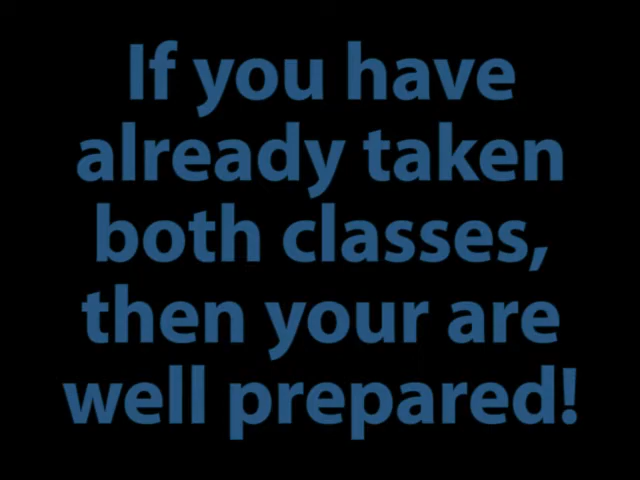 If you have
already taken
both classes,
then your are
well prepared!